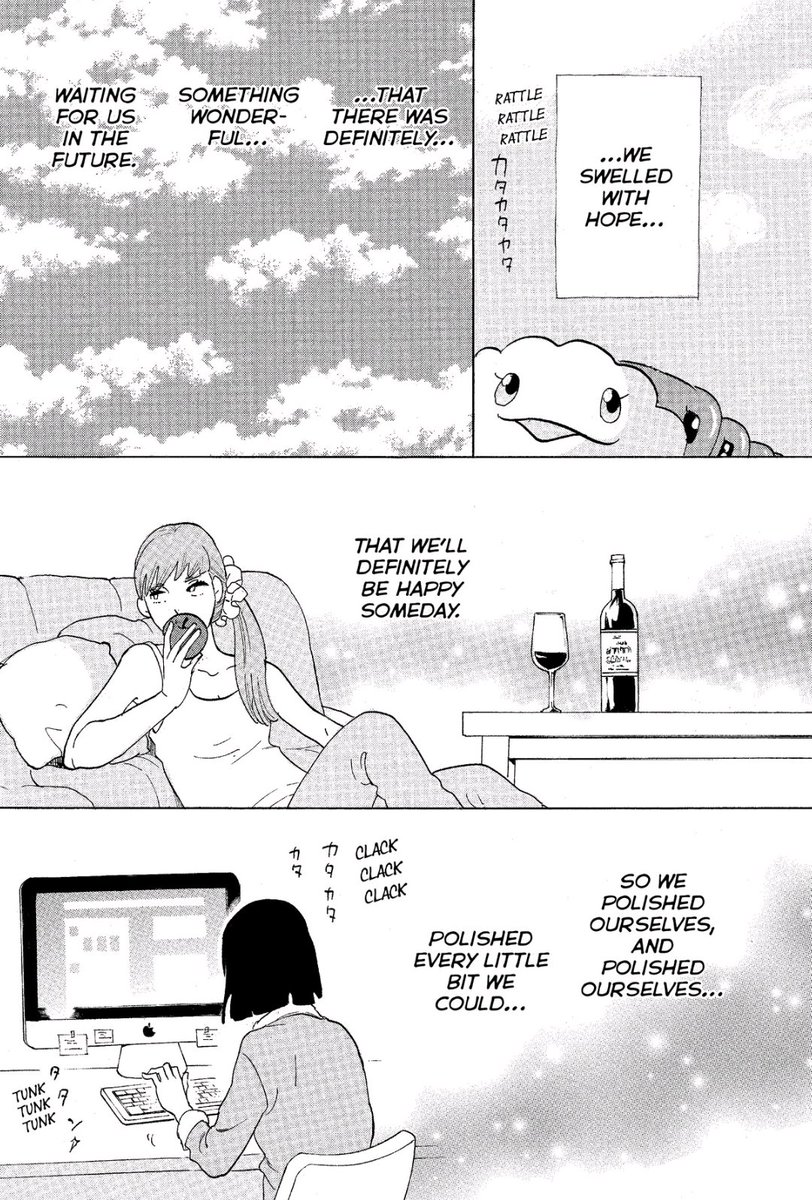 ...WE
SWELLED
WITH
HOPE...
RATTLE
RATTLE
RATTLE
カタカタカタ
...THAT
THERE WAS
DEFINITELY...
SOMETHING
WONDER-
FUL...
WAITING
FOR US
IN THE
FUTURE.
THAT WE'LL
DEFINITELY
BE HAPPY
SOMEDAY.
SO WE
POLISHED
OURSELVES,
AND
POLISHED
OURSELVES...
POLISHED
EVERY LITTLE
BIT WE
COULD...
CLACK
CLACK
CLACK
カタカタ
カタ
TUNK
TUNK
TUNK
タタンッ